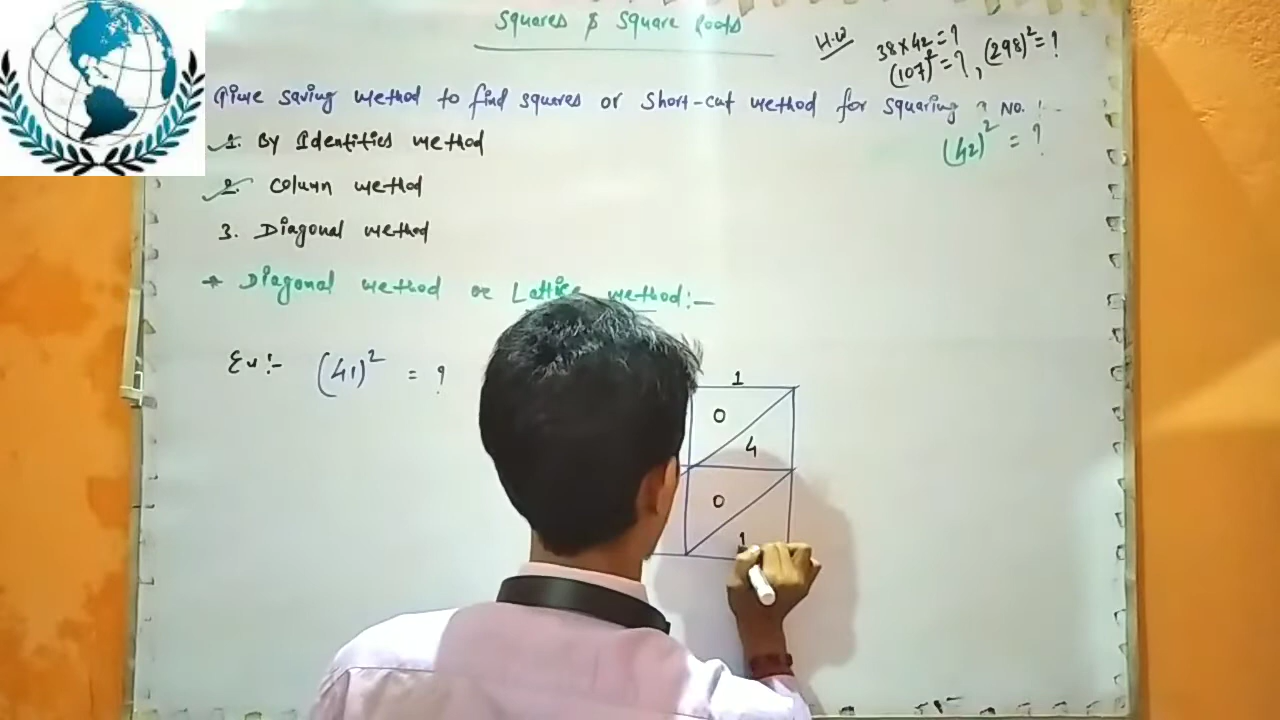 Squares & Square Roots
H.W 38×42=?
(107)²=?, (298)²=?
Time saving method to find squares or short-cut method for squaring a No. :-
(42)² = ?
1. By Identities method
2. Column method
3. Diagonal method
* Diagonal method or Lattice method:-
Ex:- (41)² = ?
1
0
4
0
1